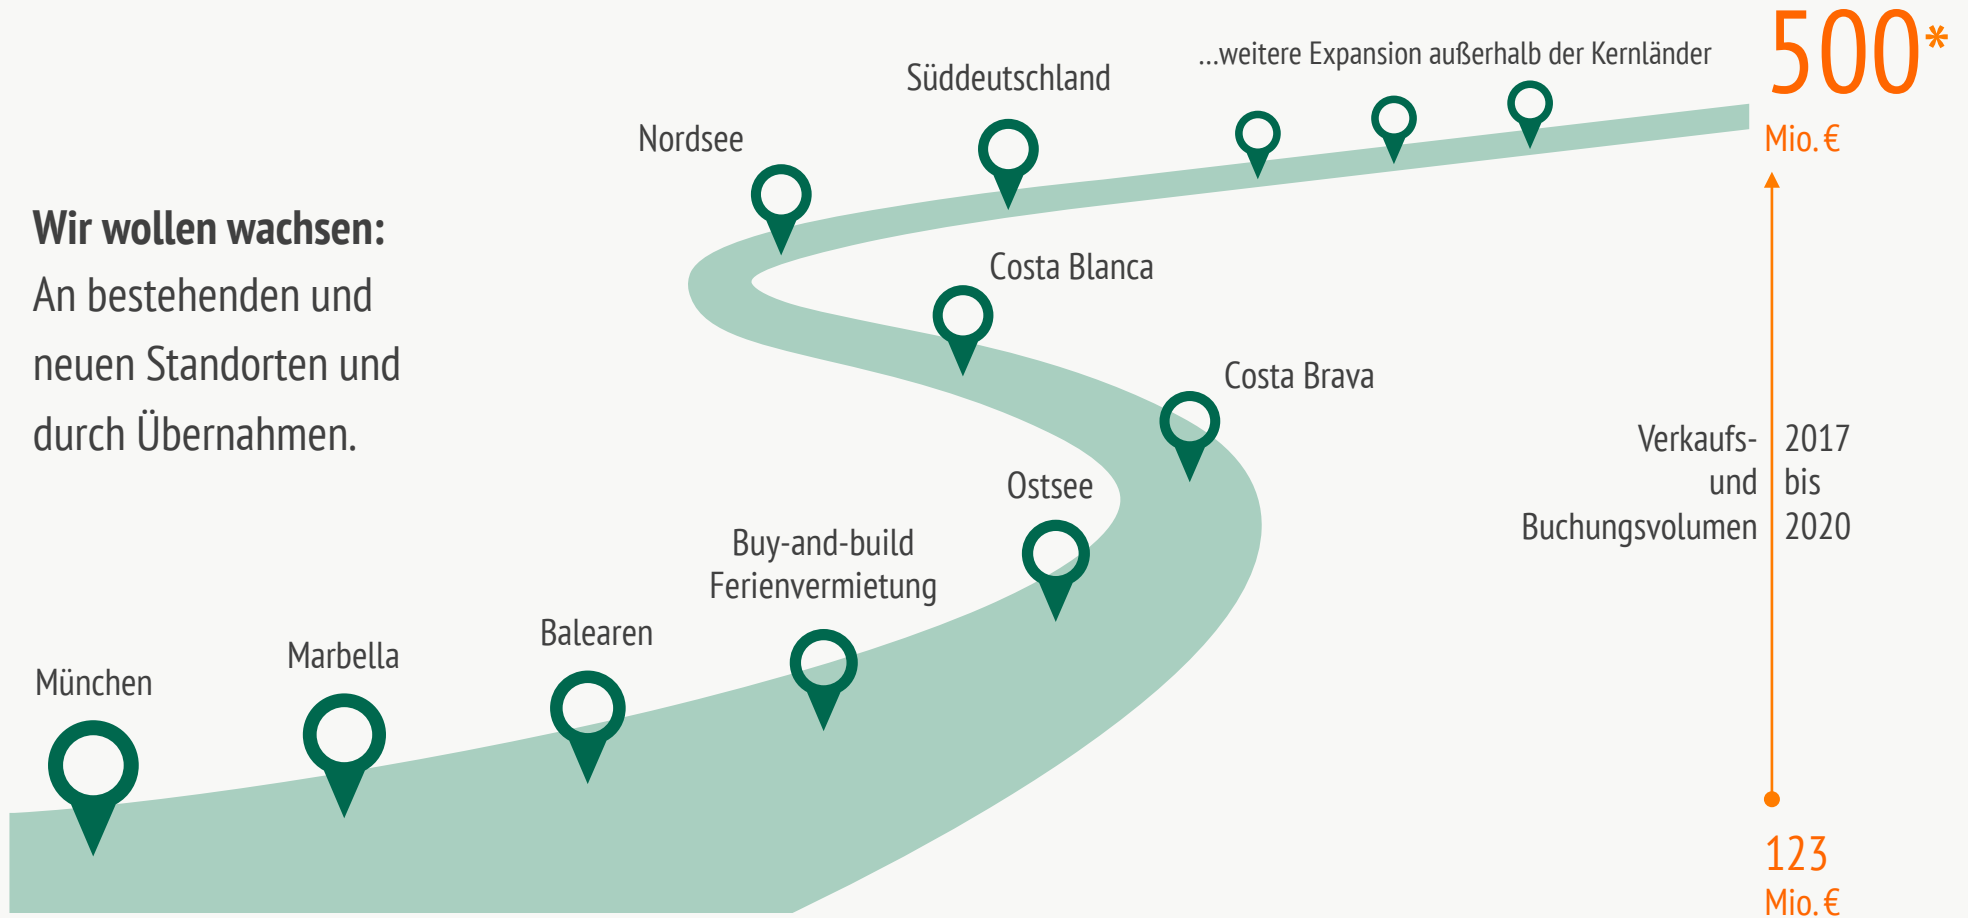 Wir wollen wachsen:
An bestehenden und
neuen Standorten und
durch Übernahmen.
München
Marbella
Balearen
Buy-and-build
Ferienvermietung
Ostsee
Costa Brava
Costa Blanca
Nordsee
Süddeutschland
...weitere Expansion außerhalb der Kernländer
500*
Mio. €
Verkaufs- 2017
und bis
Buchungsvolumen 2020
123
Mio. €